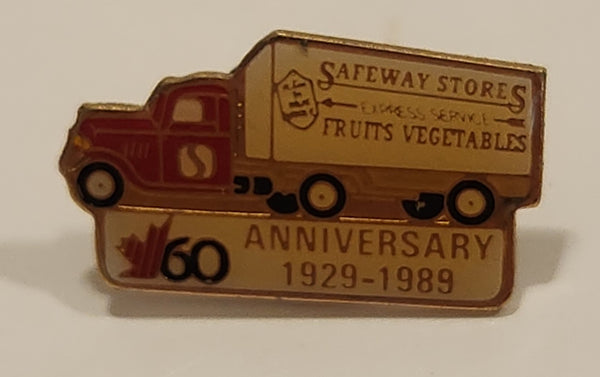 SAFEWAY STORES
EXPRESS SERVICE
FRUITS VEGETABLES
S
60 ANNIVERSARY
1929-1989